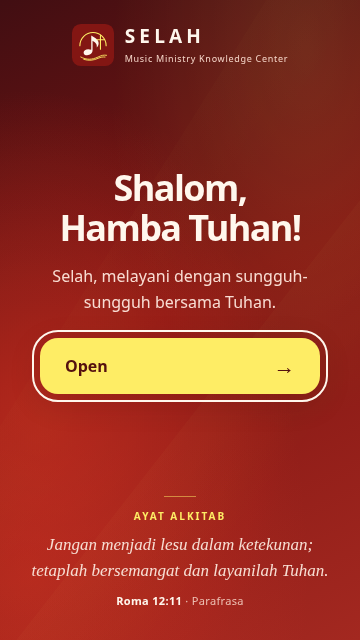 SELAH
Music Ministry Knowledge Center
Shalom,
Hamba Tuhan!
Selah, melayani dengan sungguh-
sungguh bersama Tuhan.
Open →
AYAT ALKITAB
Jangan menjadi lesu dalam ketekunan;
tetaplah bersemangat dan layanilah Tuhan.
Roma 12:11 · Parafrasa